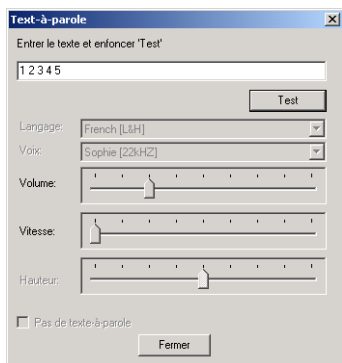 Text-à-parole
Entrer le texte et enfoncer 'Test'
1 2 3 4 5
Test
Langage: French [L&H]
Voix: Sophie [22kHZ]
Volume:
Vitesse:
Hauteur:
Pas de texte-à-parole
Fermer